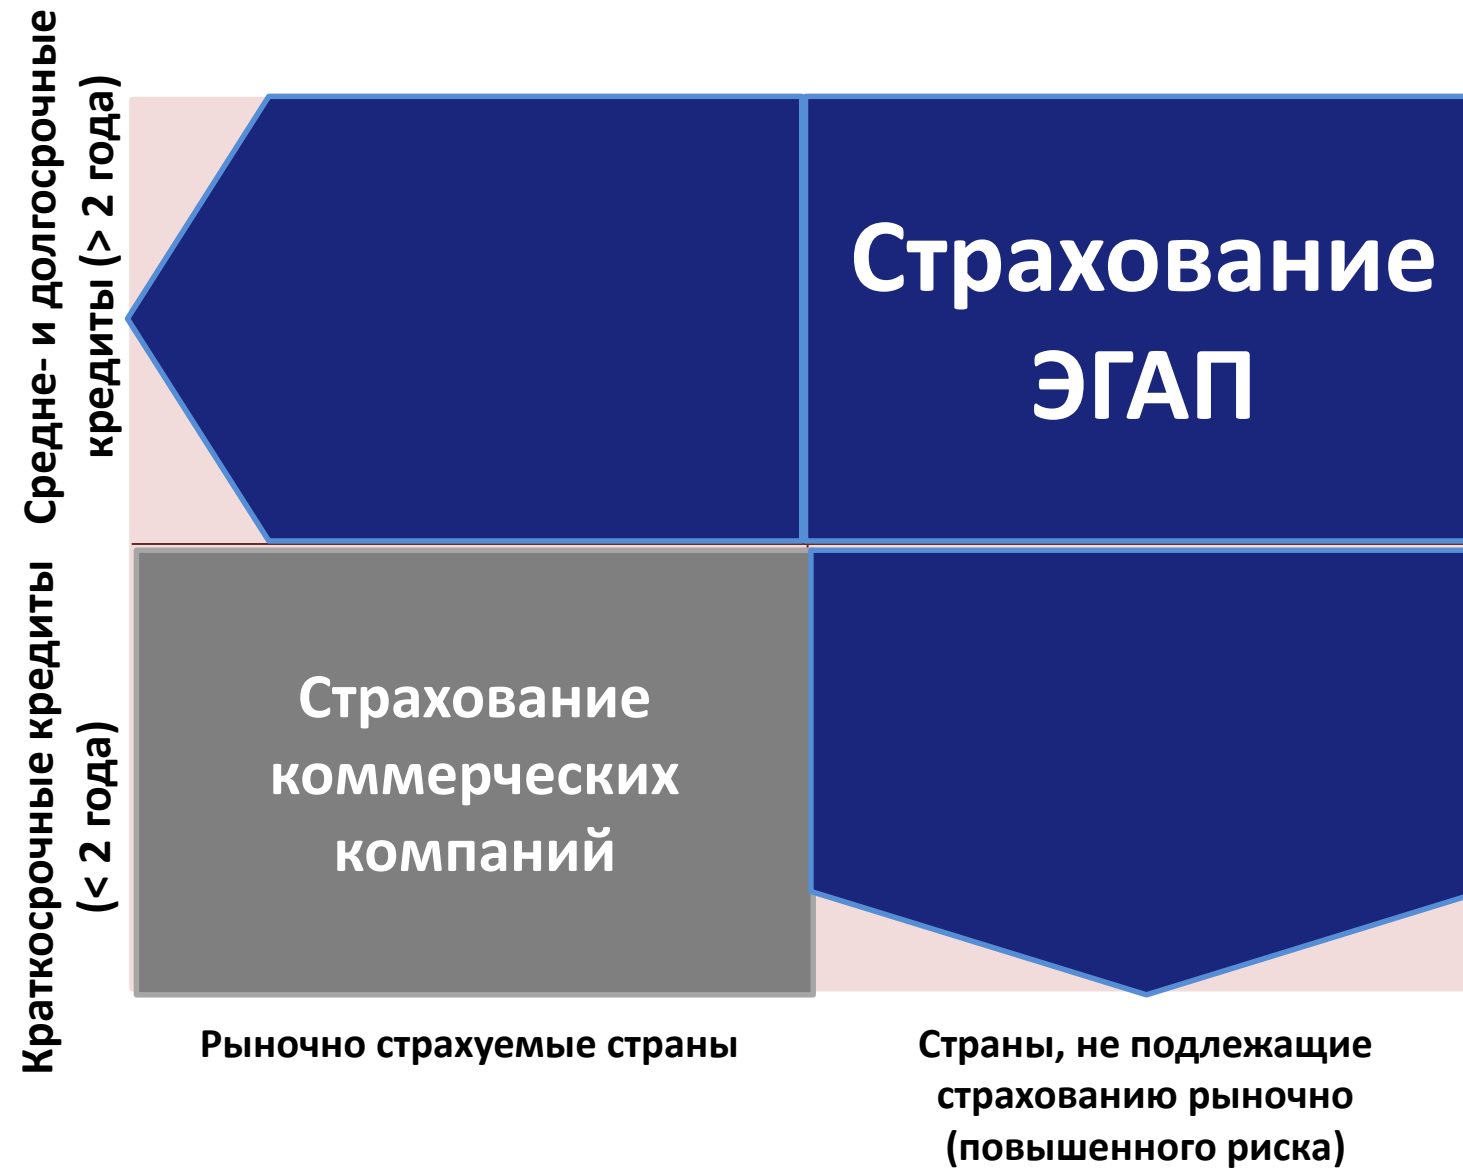 Средне- и долгосрочные
кредиты (> 2 года)
Страхование
ЭГАП
Краткосрочные кредиты
(< 2 года)
Страхование
коммерческих
компаний
Рыночно страхуемые страны
Страны, не подлежащие
страхованию рыночно
(повышенного риска)